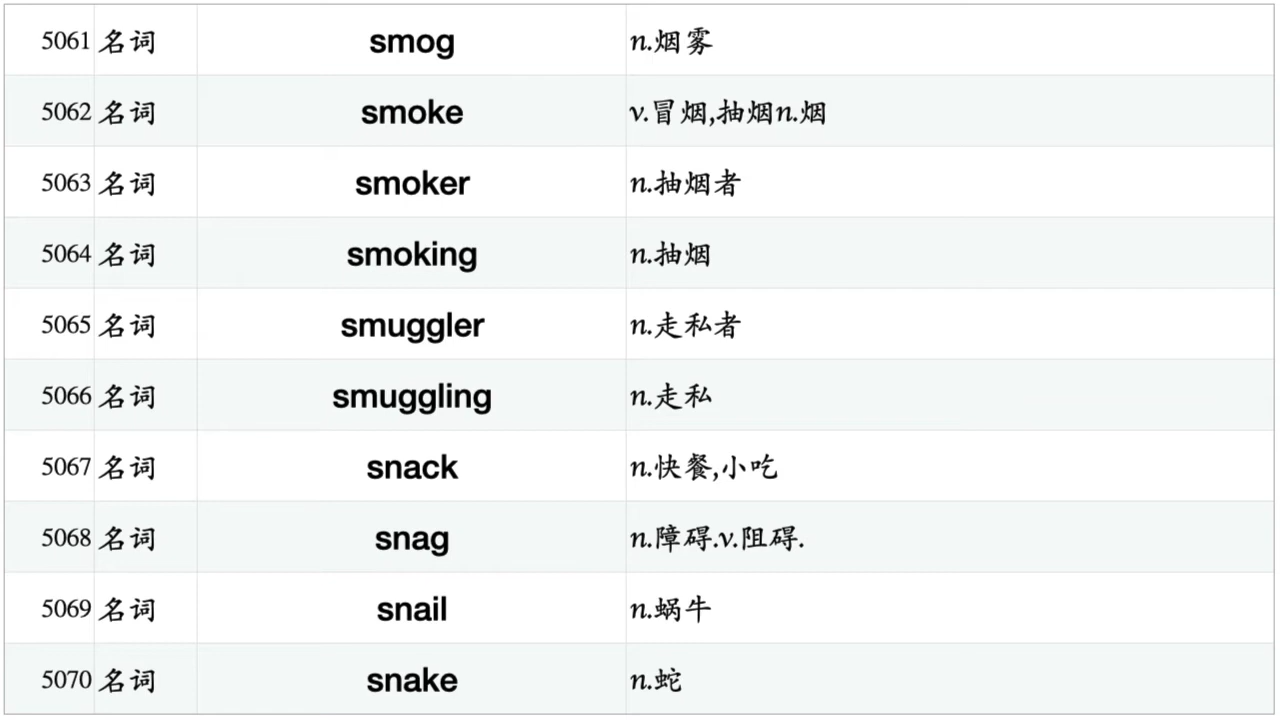 5061 名词 smog n.烟雾
5062 名词 smoke v.冒烟,抽烟n.烟
5063 名词 smoker n.抽烟者
5064 名词 smoking n.抽烟
5065 名词 smuggler n.走私者
5066 名词 smuggling n.走私
5067 名词 snack n.快餐,小吃
5068 名词 snag n.障碍.v.阻碍.
5069 名词 snail n.蜗牛
5070 名词 snake n.蛇